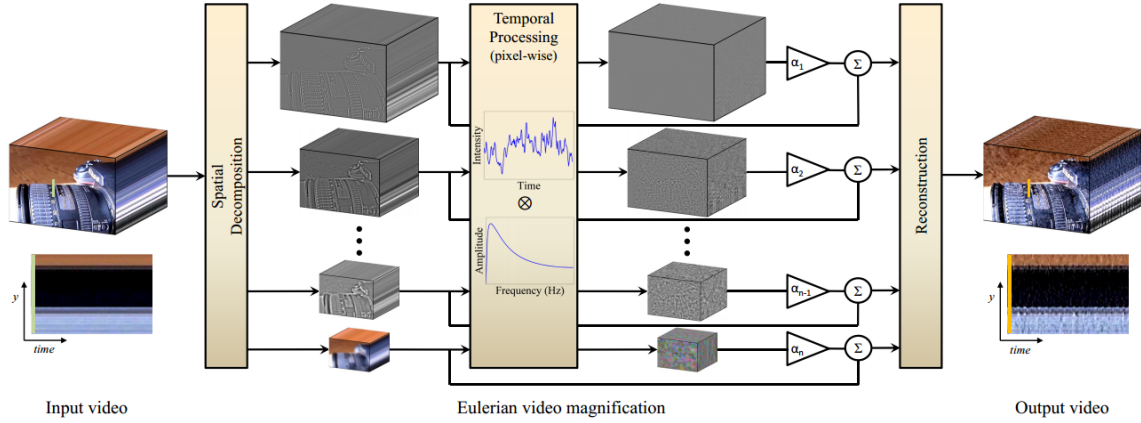 Spatial
Decomposition
Temporal
Processing
(pixel-wise)
Intensity
Time
⊗
Amplitude
Frequency (Hz)
α1
Σ
α2
Σ
αn-1
Σ
αn
Σ
Reconstruction
y
time
y
time
Input video
Eulerian video magnification
Output video